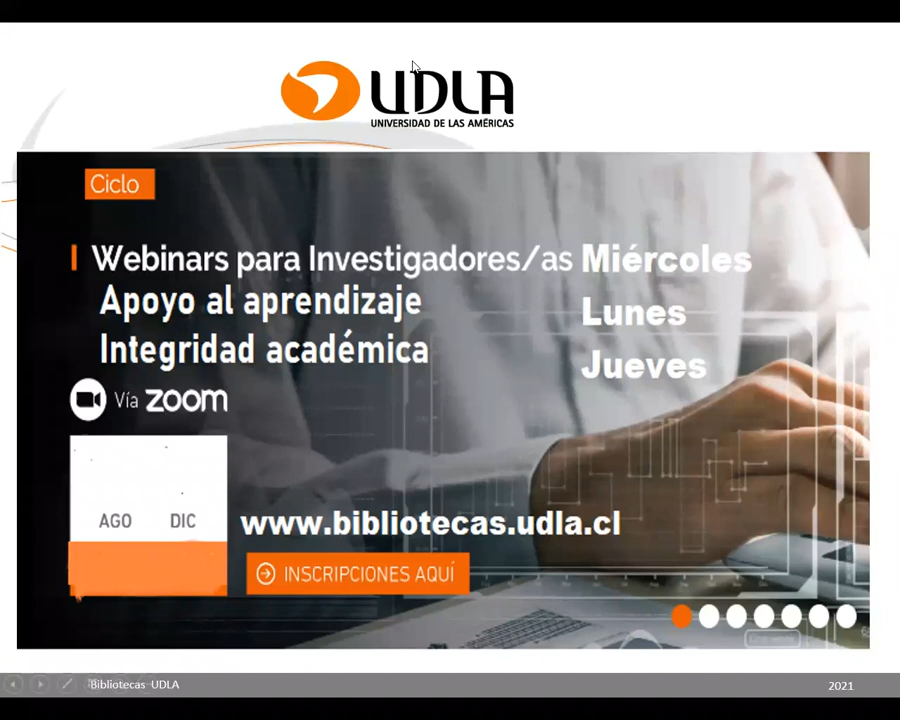 UDLA
UNIVERSIDAD DE LAS AMÉRICAS
Ciclo
Webinars para Investigadores/as Miércoles
Apoyo al aprendizaje Lunes
Integridad académica Jueves
Vía zoom
AGO DIC
www.bibliotecas.udla.cl
INSCRIPCIONES AQUÍ
Bibliotecas UDLA
2021